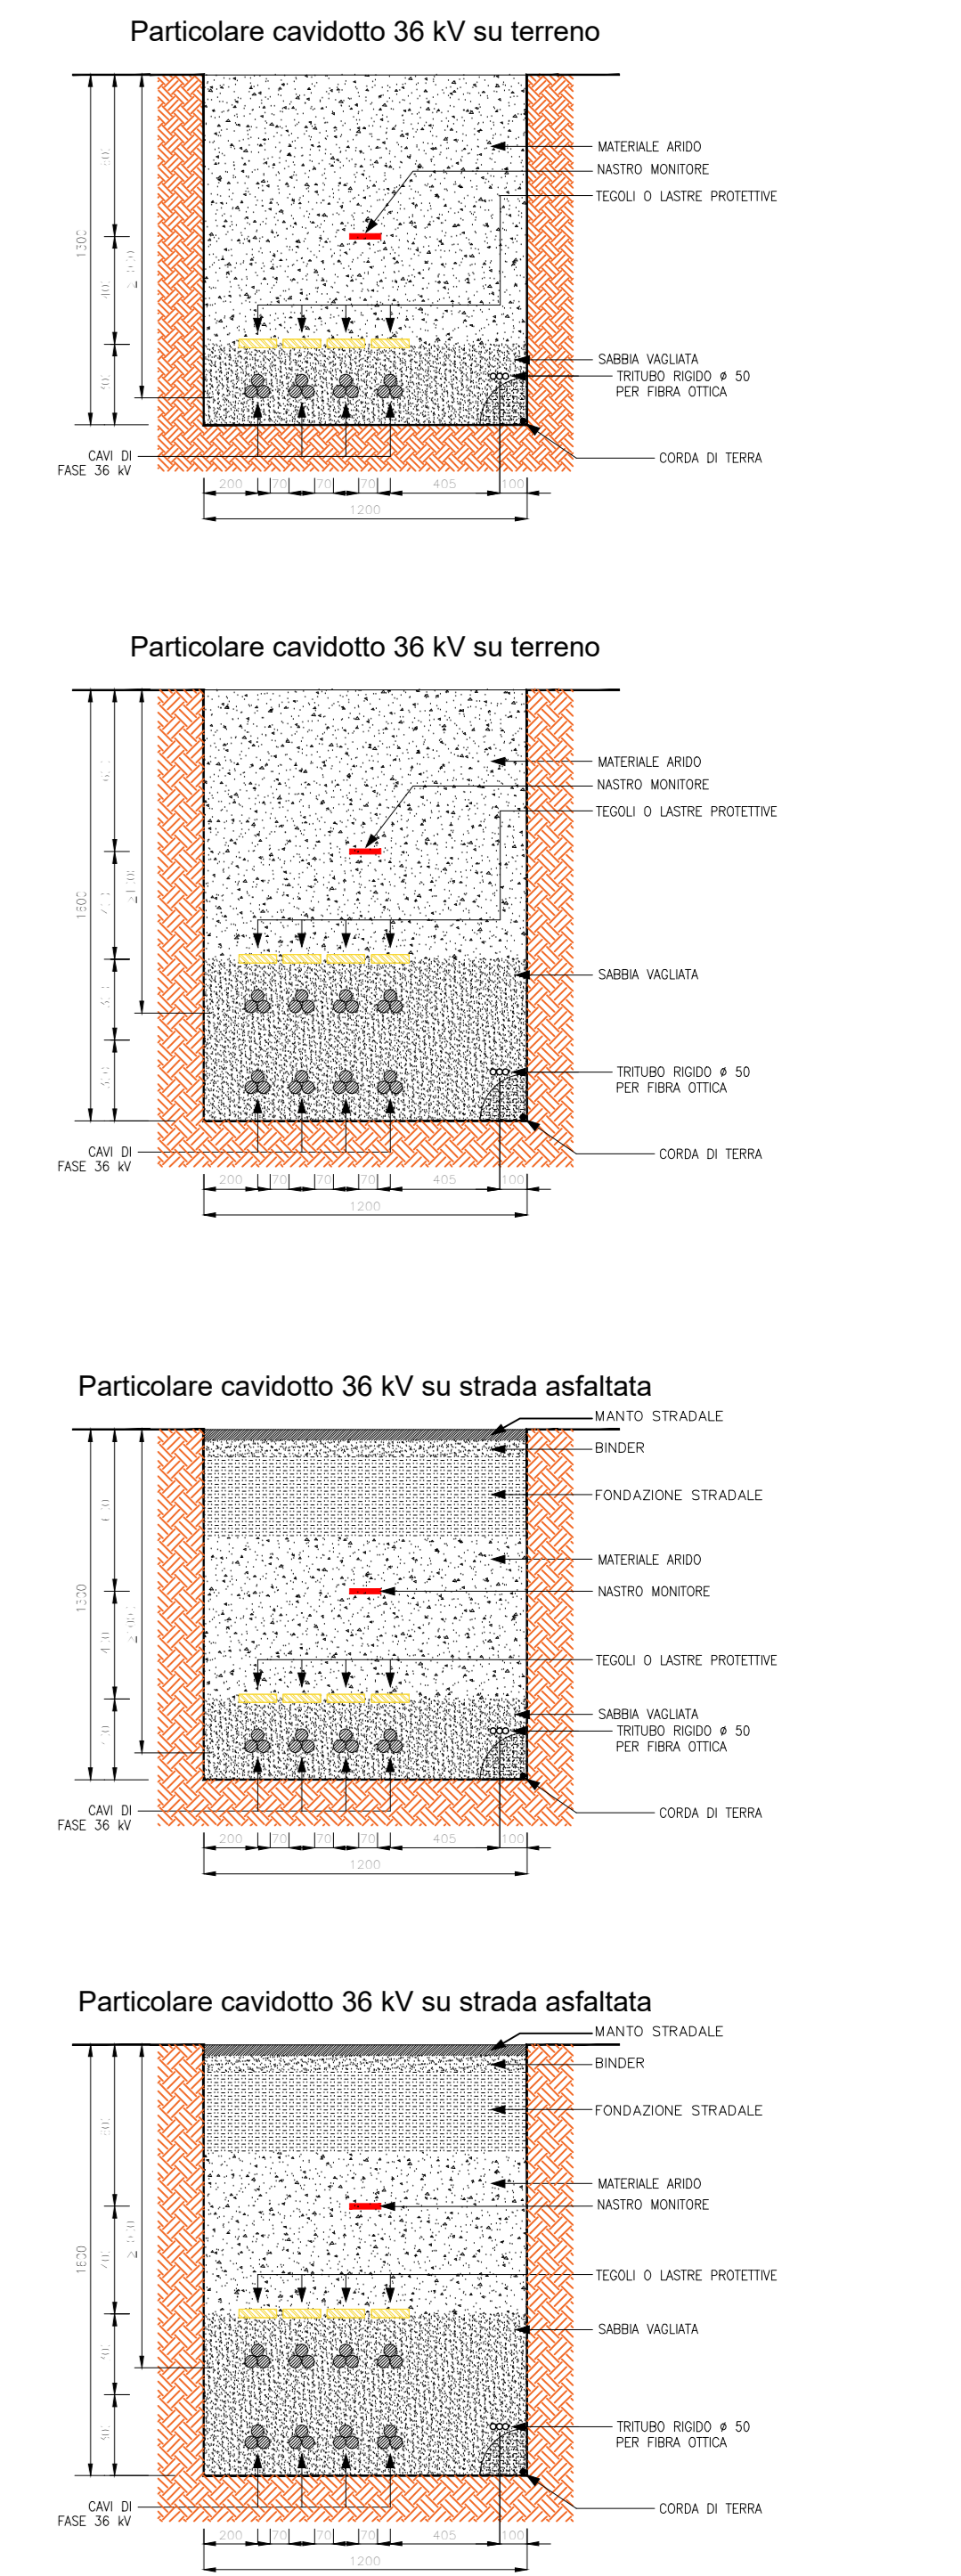 Particolare cavidotto 36 kV su terreno
MATERIALE ARIDO
NASTRO MONITORE
TEGOLI O LASTRE PROTETTIVE
1300
SABBIA VAGLIATA
TRITUBO RIGIDO ø 50
PER FIBRA OTTICA
CAVI DI
FASE 36 kV
CORDA DI TERRA
200 70 70 70 405 100
1200
Particolare cavidotto 36 kV su terreno
MATERIALE ARIDO
NASTRO MONITORE
TEGOLI O LASTRE PROTETTIVE
1600
SABBIA VAGLIATA
TRITUBO RIGIDO ø 50
PER FIBRA OTTICA
CAVI DI
FASE 36 kV
CORDA DI TERRA
200 70 70 70 405 100
1200
Particolare cavidotto 36 kV su strada asfaltata
MANTO STRADALE
BINDER
FONDAZIONE STRADALE
MATERIALE ARIDO
NASTRO MONITORE
1300
TEGOLI O LASTRE PROTETTIVE
SABBIA VAGLIATA
TRITUBO RIGIDO ø 50
PER FIBRA OTTICA
CAVI DI
FASE 36 kV
CORDA DI TERRA
200 70 70 70 405 100
1200
Particolare cavidotto 36 kV su strada asfaltata
MANTO STRADALE
BINDER
FONDAZIONE STRADALE
MATERIALE ARIDO
NASTRO MONITORE
1600
TEGOLI O LASTRE PROTETTIVE
SABBIA VAGLIATA
TRITUBO RIGIDO ø 50
PER FIBRA OTTICA
CAVI DI
FASE 36 kV
CORDA DI TERRA
200 70 70 70 405 100
1200